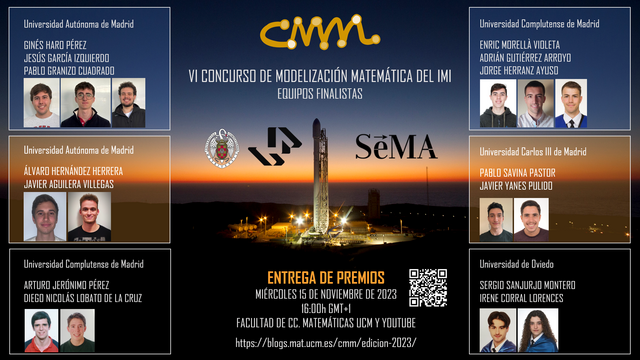 CMM
VI CONCURSO DE MODELIZACIÓN MATEMÁTICA DEL IMI
EQUIPOS FINALISTAS
SēMA
Universidad Autónoma de Madrid
GINÉS HARO PÉREZ
JESÚS GARCÍA IZQUIERDO
PABLO GRANIZO CUADRADO
Universidad Autónoma de Madrid
ÁLVARO HERNÁNDEZ HERRERA
JAVIER AGUILERA VILLEGAS
Universidad Complutense de Madrid
ARTURO JERÓNIMO PÉREZ
DIEGO NICOLÁS LOBATO DE LA CRUZ
Universidad Complutense de Madrid
ENRIC MORELLÀ VIOLETA
ADRIÁN GUTIÉRREZ ARROYO
JORGE HERRANZ AYUSO
Universidad Carlos III de Madrid
PABLO SAVINA PASTOR
JAVIER YANES PULIDO
Universidad de Oviedo
SERGIO SANJURJO MONTERO
IRENE CORRAL LORENCES
ENTREGA DE PREMIOS
MIÉRCOLES 15 DE NOVIEMBRE DE 2023
16:00h GMT+1
FACULTAD DE CC. MATEMÁTICAS UCM Y YOUTUBE
https://blogs.mat.ucm.es/cmm/edicion-2023/